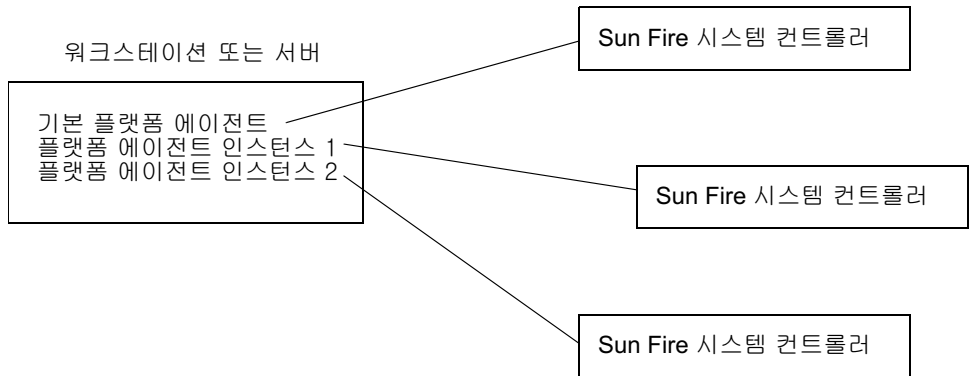 워크스테이션 또는 서버
Sun Fire 시스템 컨트롤러
기본 플랫폼 에이전트
플랫폼 에이전트 인스턴스 1
플랫폼 에이전트 인스턴스 2
Sun Fire 시스템 컨트롤러
Sun Fire 시스템 컨트롤러